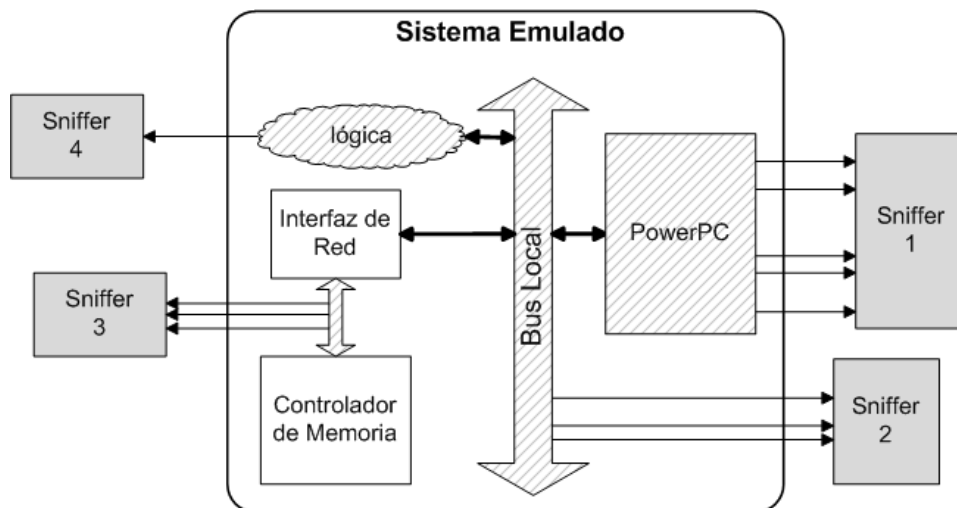 Sistema Emulado
Sniffer
4
lógica
Interfaz de
Red
PowerPC
Sniffer
1
Bus Local
Sniffer
3
Controlador
de Memoria
Sniffer
2